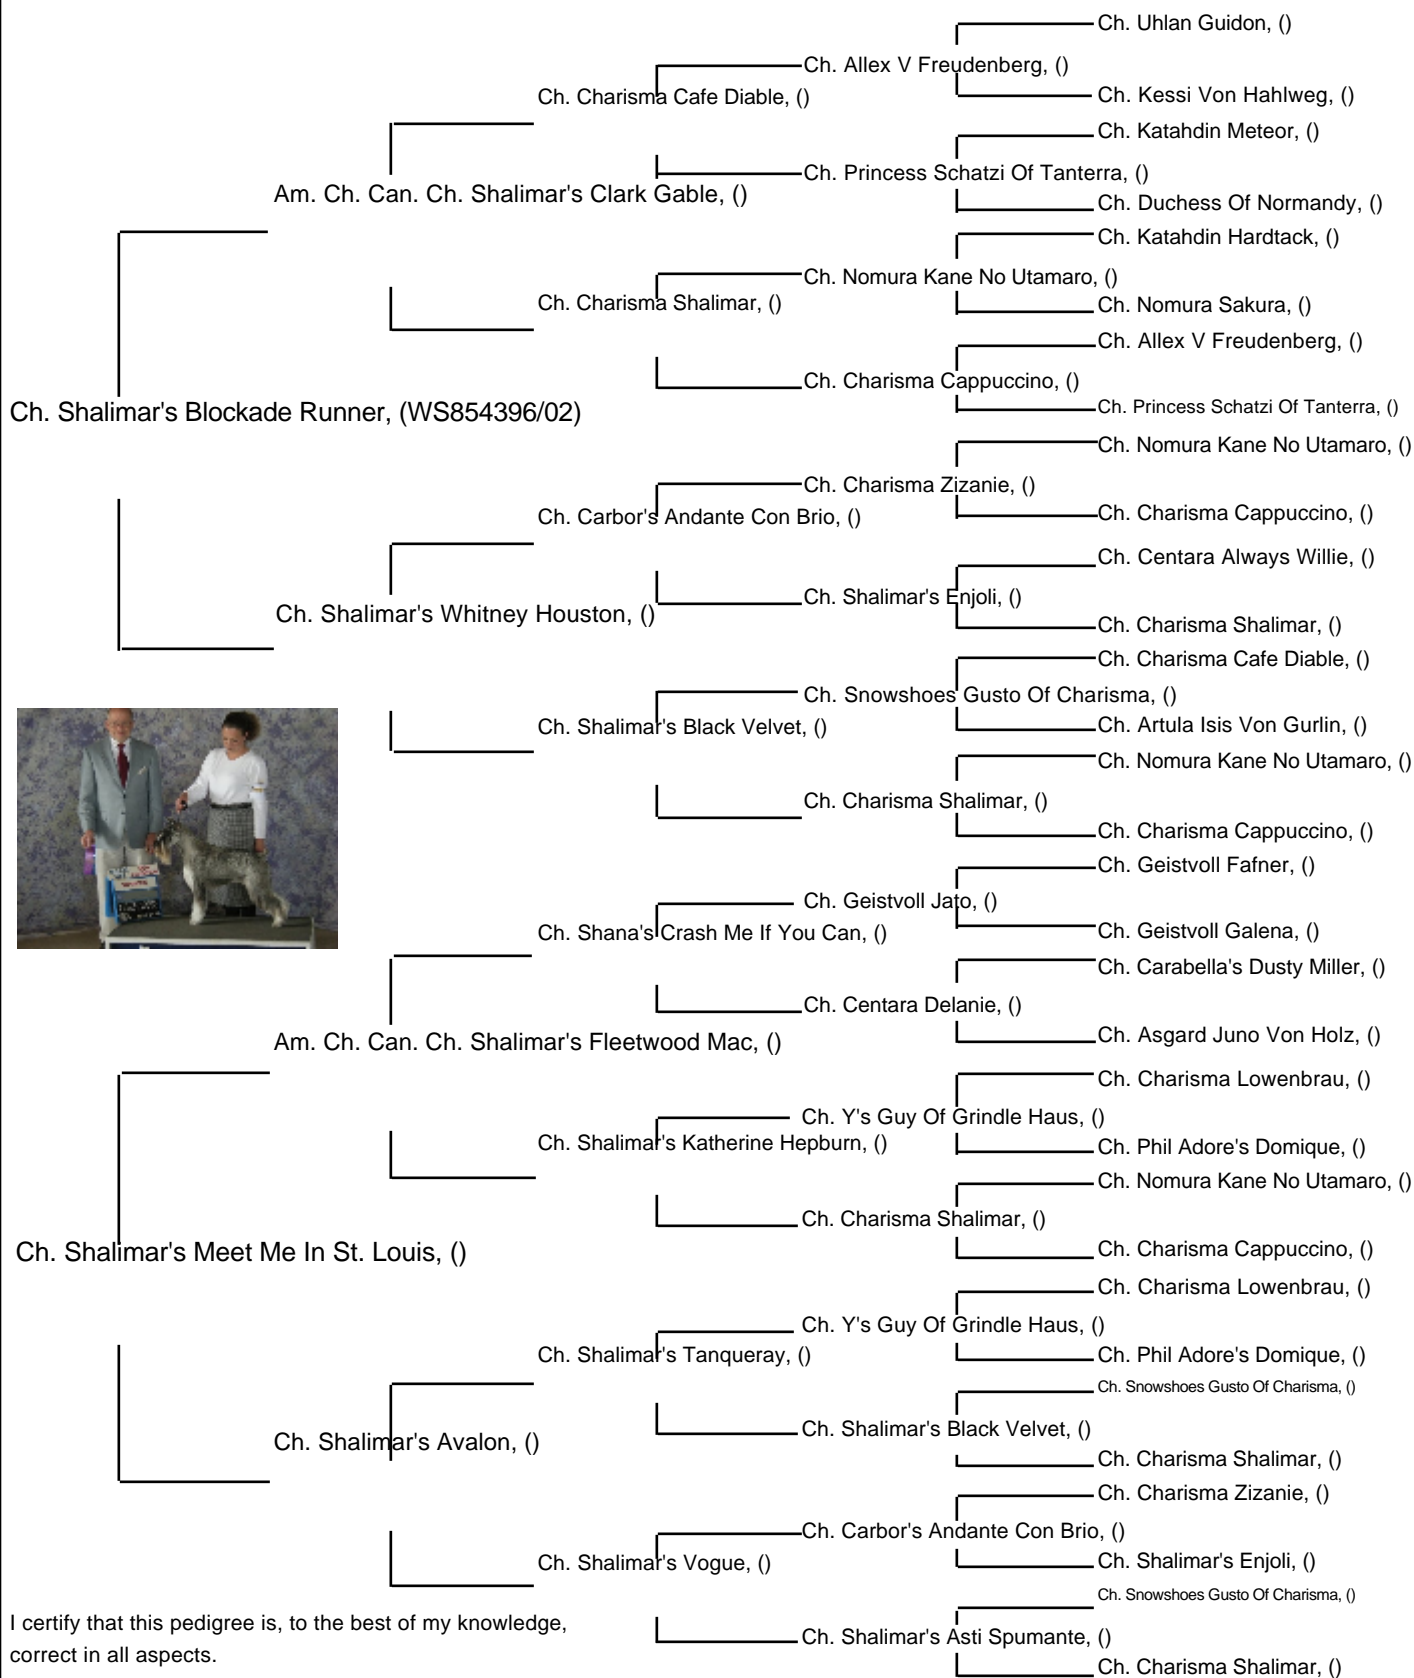 Ch. Uhlan Guidon, ()
Ch. Allex V Freudenberg, ()
Ch. Charisma Cafe Diable, ()
Ch. Kessi Von Hahlweg, ()
Ch. Katahdin Meteor, ()
Ch. Princess Schatzi Of Tanterra, ()
Am. Ch. Can. Ch. Shalimar's Clark Gable, ()
Ch. Duchess Of Normandy, ()
Ch. Katahdin Hardtack, ()
Ch. Nomura Kane No Utamaro, ()
Ch. Charisma Shalimar, ()
Ch. Nomura Sakura, ()
Ch. Allex V Freudenberg, ()
Ch. Charisma Cappuccino, ()
Ch. Princess Schatzi Of Tanterra, ()
Ch. Shalimar's Blockade Runner, (WS854396/02)
Ch. Nomura Kane No Utamaro, ()
Ch. Charisma Zizanie, ()
Ch. Carbor's Andante Con Brio, ()
Ch. Charisma Cappuccino, ()
Ch. Centara Always Willie, ()
Ch. Shalimar's Enjoli, ()
Ch. Shalimar's Whitney Houston, ()
Ch. Charisma Shalimar, ()
Ch. Charisma Cafe Diable, ()
Ch. Snowshoes Gusto Of Charisma, ()
Ch. Shalimar's Black Velvet, ()
Ch. Artula Isis Von Gurlin, ()
Ch. Nomura Kane No Utamaro, ()
Ch. Charisma Shalimar, ()
Ch. Charisma Cappuccino, ()
Ch. Geistvoll Fafner, ()
Ch. Geistvoll Jato, ()
Ch. Shana's Crash Me If You Can, ()
Ch. Geistvoll Galena, ()
Ch. Carabella's Dusty Miller, ()
Ch. Centara Delanie, ()
Am. Ch. Can. Ch. Shalimar's Fleetwood Mac, ()
Ch. Asgard Juno Von Holz, ()
Ch. Charisma Lowenbrau, ()
Ch. Y's Guy Of Grindle Haus, ()
Ch. Shalimar's Katherine Hepburn, ()
Ch. Phil Adore's Domique, ()
Ch. Nomura Kane No Utamaro, ()
Ch. Charisma Shalimar, ()
Ch. Charisma Cappuccino, ()
Ch. Shalimar's Meet Me In St. Louis, ()
Ch. Charisma Lowenbrau, ()
Ch. Y's Guy Of Grindle Haus, ()
Ch. Shalimar's Tanqueray, ()
Ch. Phil Adore's Domique, ()
Ch. Snowshoes Gusto Of Charisma, ()
Ch. Shalimar's Black Velvet, ()
Ch. Shalimar's Avalon, ()
Ch. Charisma Shalimar, ()
Ch. Charisma Zizanie, ()
Ch. Carbor's Andante Con Brio, ()
Ch. Shalimar's Vogue, ()
Ch. Shalimar's Enjoli, ()
Ch. Snowshoes Gusto Of Charisma, ()
Ch. Shalimar's Asti Spumante, ()
Ch. Charisma Shalimar, ()
I certify that this pedigree is, to the best of my knowledge,
correct in all aspects.